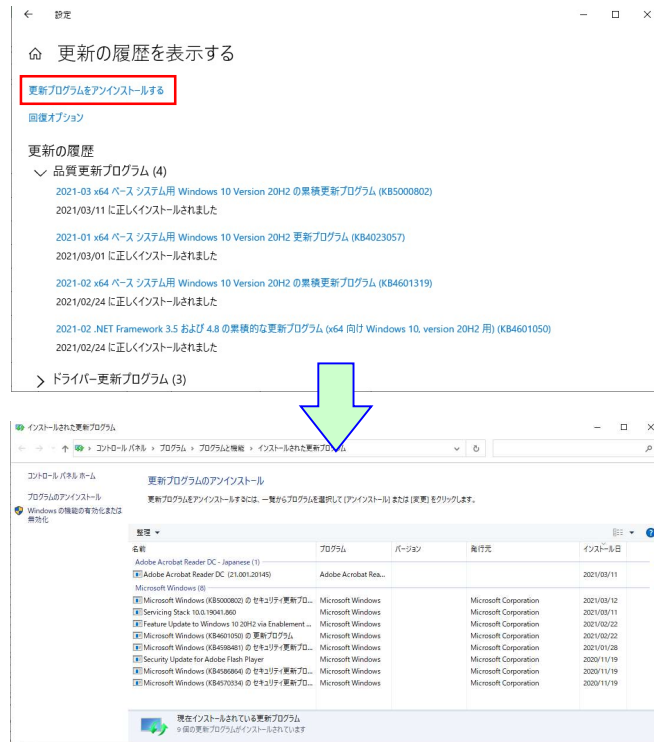 設定
更新の履歴を表示する
更新プログラムをアンインストールする
回復オプション
更新の履歴
品質更新プログラム (4)
2021-03 x64 ベース システム用 Windows 10 Version 20H2 の累積更新プログラム (KB5000802)
2021/03/11 に正しくインストールされました
2021-01 x64 ベース システム用 Windows 10 Version 20H2 更新プログラム (KB4023057)
2021/03/01 に正しくインストールされました
2021-02 x64 ベース システム用 Windows 10 Version 20H2 の累積更新プログラム (KB4601319)
2021/02/24 に正しくインストールされました
2021-02 .NET Framework 3.5 および 4.8 の累積的な更新プログラム (x64 向け Windows 10, version 20H2 用) (KB4601050)
2021/02/24 に正しくインストールされました
ドライバー更新プログラム (3)
インストールされた更新プログラム
コントロール パネル › プログラム › プログラムと機能 › インストールされた更新プログラム
コントロール パネル ホーム
プログラムのアンインストール
Windows の機能の有効化または
無効化
更新プログラムのアンインストール
更新プログラムをアンインストールするには、一覧からプログラムを選択して [アンインストール] または [変更] をクリックします。
整理
名前 プログラム バージョン 発行元 インストール日
Adobe Acrobat Reader DC - Japanese (1)
Adobe Acrobat Reader DC (21.001.20145) Adobe Acrobat Rea... 2021/03/11
Microsoft Windows (8)
Microsoft Windows (KB5000802) の セキュリティ更新プロ... Microsoft Windows Microsoft Corporation 2021/03/12
Servicing Stack 10.0.19041.860 Microsoft Windows Microsoft Corporation 2021/03/11
Feature Update to Windows 10 20H2 via Enablement ... Microsoft Windows Microsoft Corporation 2021/02/22
Microsoft Windows (KB4601050) の 更新プログラム Microsoft Windows Microsoft Corporation 2021/02/22
Microsoft Windows (KB4598481) の セキュリティ更新プロ... Microsoft Windows Microsoft Corporation 2021/01/28
Security Update for Adobe Flash Player Microsoft Windows Microsoft Corporation 2020/11/19
Microsoft Windows (KB4586864) の セキュリティ更新プロ... Microsoft Windows Microsoft Corporation 2020/11/19
Microsoft Windows (KB4570334) の セキュリティ更新プロ... Microsoft Windows Microsoft Corporation 2020/11/19
現在インストールされている更新プログラム
9 個の更新プログラムがインストールされています